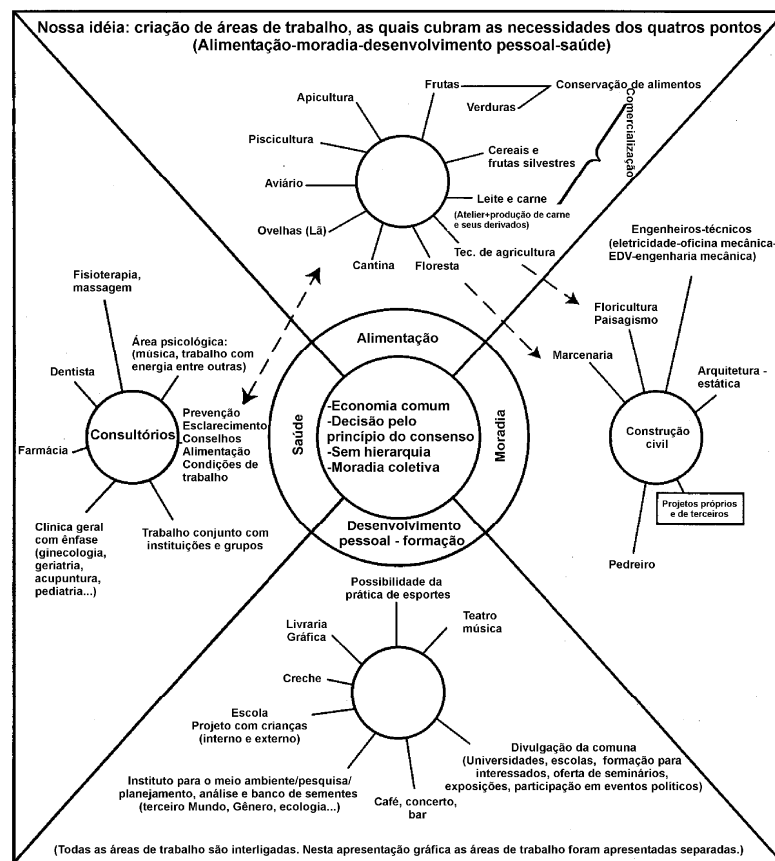 Nossa idéia: criação de áreas de trabalho, as quais cubram as necessidades dos quatros pontos
(Alimentação-moradia-desenvolvimento pessoal-saúde)
Frutas
Conservação de alimentos
Verduras
Apicultura
Piscicultura
Aviário
Ovelhas (Lã)
Cantina
Floresta
Cereais e
frutas silvestres
Leite e carne
(Atelier+produção de carne
e seus derivados)
Tec. de agricultura
Comercialização
Fisioterapia,
massagem
Área psicológica:
(música, trabalho com
energia entre outras)
Dentista
Consultórios
Farmácia
Prevenção
Esclarecimento
Conselhos
Alimentação
Condições de
trabalho
Clinica geral
com ênfase
(ginecologia,
geriatria,
acupuntura,
pediatria...)
Trabalho conjunto com
instituições e grupos
Alimentação
Saúde
Moradia
-Economia comum
-Decisão pelo
princípio do consenso
-Sem hierarquia
-Moradia coletiva
Desenvolvimento
pessoal - formação
Engenheiros-técnicos
(eletricidade-oficina mecânica-
EDV-engenharia mecânica)
Floricultura
Paisagismo
Marcenaria
Arquitetura -
estática
Construção
civil
Projetos próprios
e de terceiros
Pedreiro
Possibilidade da
prática de esportes
Livraria
Gráfica
Teatro
música
Creche
Escola
Projeto com crianças
(interno e externo)
Instituto para o meio ambiente/pesquisa/
planejamento, análise e banco de sementes
(terceiro Mundo, Gênero, ecologia...)
Café, concerto,
bar
Divulgação da comuna
(Universidades, escolas, formação para
interessados, oferta de seminários,
exposições, participação em eventos politicos)
(Todas as áreas de trabalho são interligadas. Nesta apresentação gráfica as áreas de trabalho foram apresentadas separadas.)